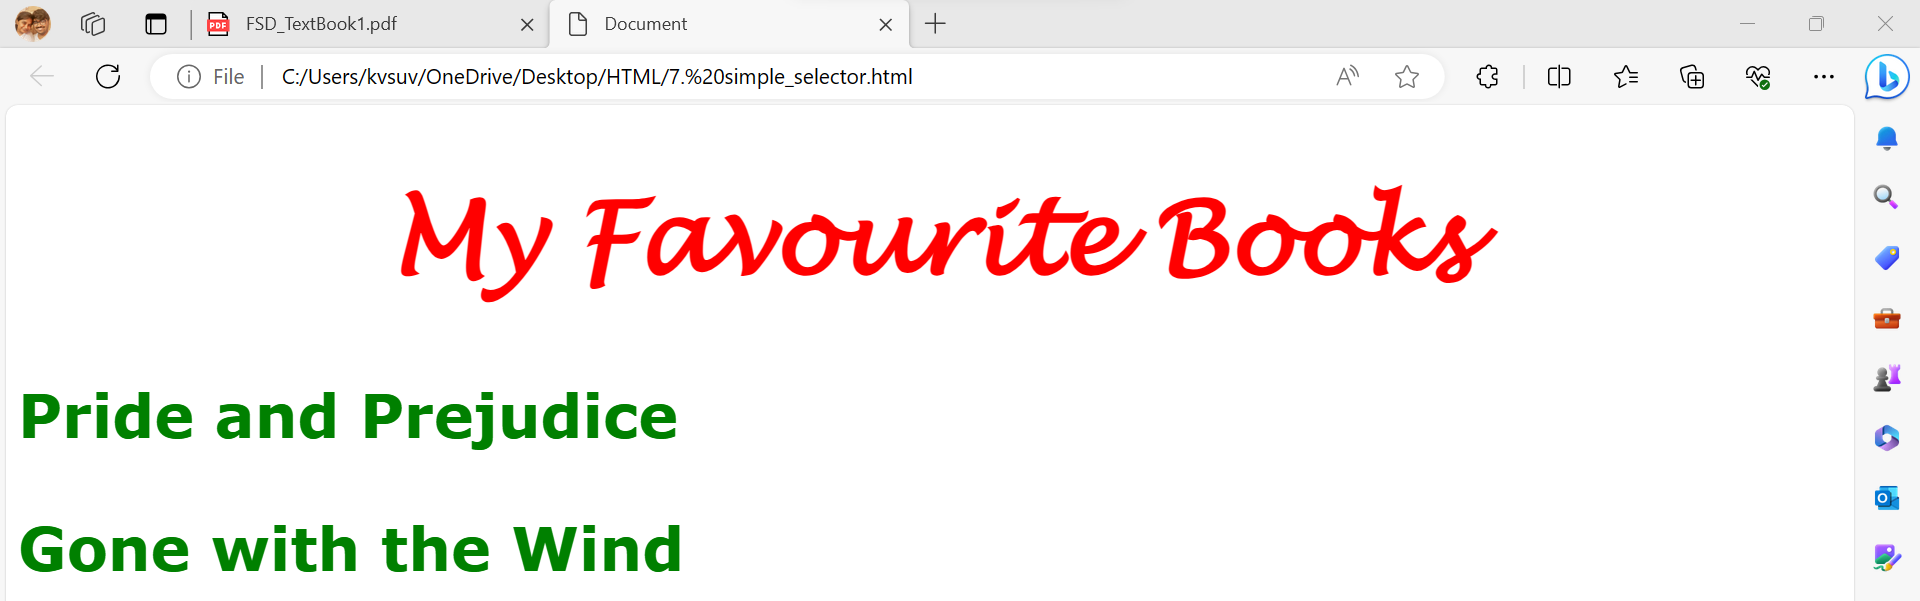 PDF FSD_TextBook1.pdf Document
File C:/Users/kvsuv/OneDrive/Desktop/HTML/7.%20simple_selector.html
My Favourite Books
Pride and Prejudice
Gone with the Wind